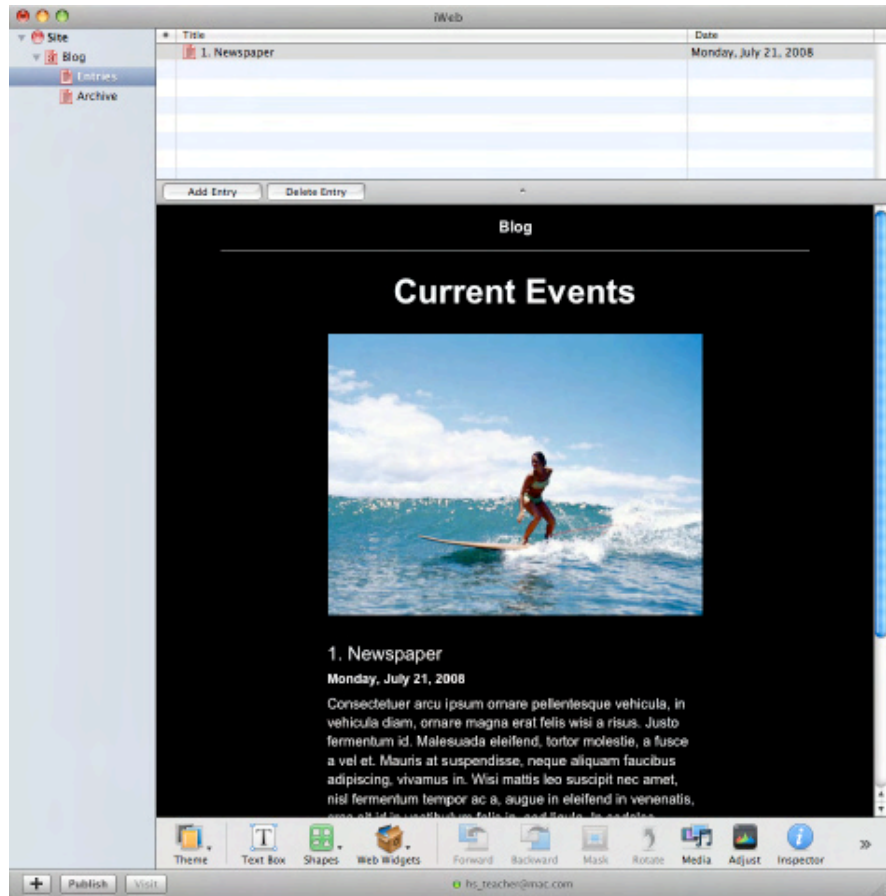 iWeb
Site
Title Date
Blog
1. Newspaper Monday, July 21, 2008
Entries
Archive
Add Entry Delete Entry
Blog
Current Events
1. Newspaper
Monday, July 21, 2008
Consectetuer arcu ipsum ornare pellentesque vehicula, in
vehicula diam, ornare magna erat felis wisi a risus. Justo
fermentum id. Malesuada eleifend, tortor molestie, a fusce
a vel et. Mauris at suspendisse, neque aliquam faucibus
adipiscing, vivamus in. Wisi mattis leo suscipit nec amet,
nisl fermentum tempor ac a, augue in eleifend in venenatis,
Theme Text Box Shapes Web Widgets Forward Backward Mask Rotate Media Adjust Inspector
Publish Visit hs_teacher@mac.com